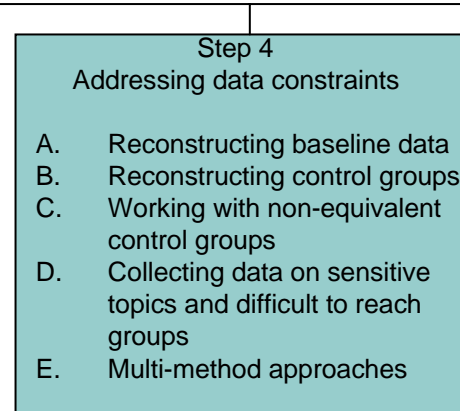 Step 4
Addressing data constraints
A. Reconstructing baseline data
B. Reconstructing control groups
C. Working with non-equivalent
control groups
D. Collecting data on sensitive
topics and difficult to reach
groups
E. Multi-method approaches